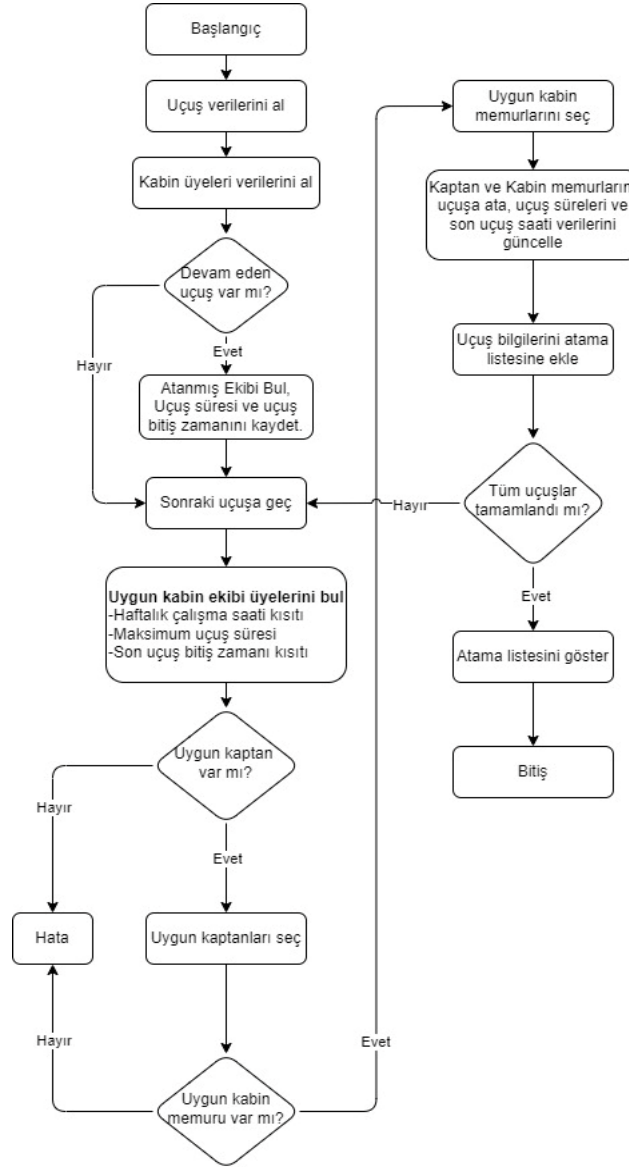 Başlangıç
Uçuş verilerini al
Kabin üyeleri verilerini al
Devam eden
uçuş var mı?
Hayır
Evet
Atanmış Ekibi Bul,
Uçuş süresi ve uçuş
bitiş zamanını kaydet.
Sonraki uçuşa geç
Uygun kabin ekibi üyelerini bul
-Haftalık çalışma saati kısıtı
-Maksimum uçuş süresi
-Son uçuş bitiş zamanı kısıtı
Uygun kaptan
var mı?
Hayır
Evet
Hata
Uygun kaptanları seç
Hayır
Uygun kabin
memuru var mı?
Evet
Uygun kabin
memurlarını seç
Kaptan ve Kabin memurların
uçuşa ata, uçuş süreleri ve
son uçuş saati verilerini
güncelle
Uçuş bilgilerini atama
listesine ekle
Tüm uçuşlar
tamamlandı mı?
Hayır
Evet
Atama listesini göster
Bitiş